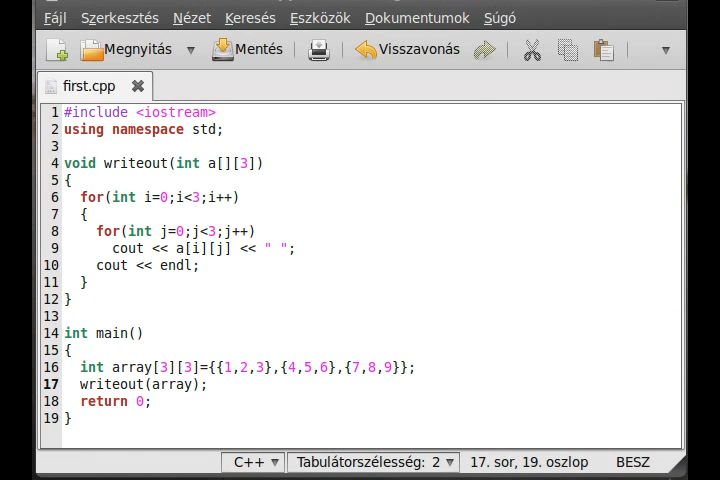 Fájl Szerkesztés Nézet Keresés Eszközök Dokumentumok Súgó
Megnyitás Mentés Visszavonás
first.cpp
1 #include <iostream>
2 using namespace std;
3
4 void writeout(int a[][3])
5 {
6   for(int i=0;i<3;i++)
7   {
8     for(int j=0;j<3;j++)
9       cout << a[i][j] << " ";
10     cout << endl;
11   }
12 }
13
14 int main()
15 {
16   int array[3][3]={{1,2,3},{4,5,6},{7,8,9}};
17   writeout(array);
18   return 0;
19 }
C++ Tabulátorszélesség: 2 17. sor, 19. oszlop BESZ